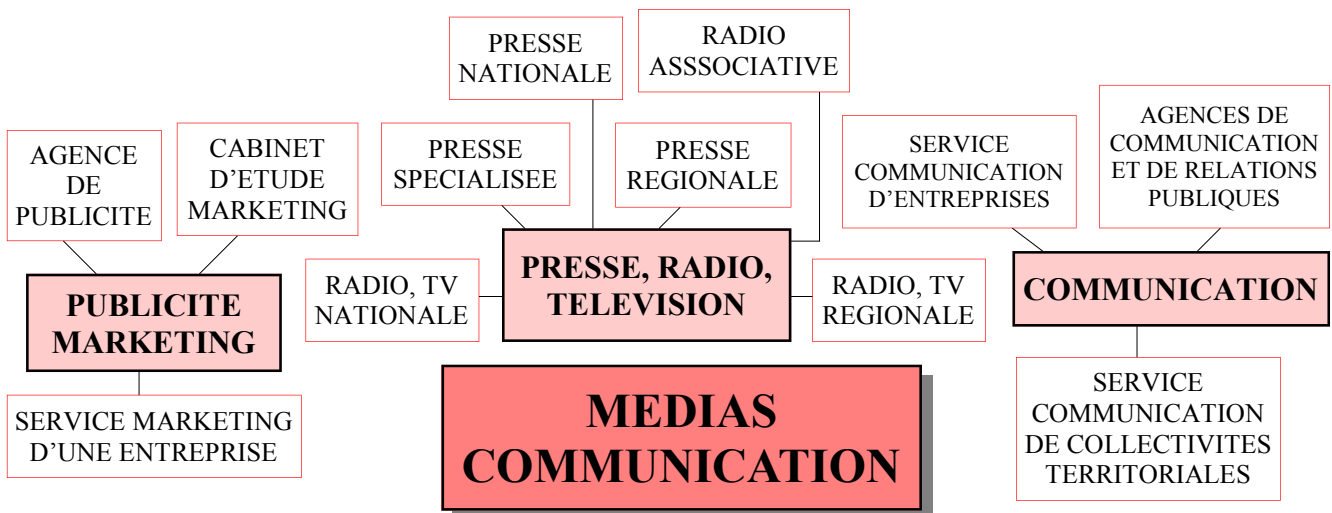 PRESSE
NATIONALE
RADIO
ASSSOCIATIVE
AGENCE
DE
PUBLICITE
CABINET
D'ETUDE
MARKETING
PRESSE
SPECIALISEE
PRESSE
REGIONALE
SERVICE
COMMUNICATION
D'ENTREPRISES
AGENCES DE
COMMUNICATION
ET DE RELATIONS
PUBLIQUES
PUBLICITE
MARKETING
RADIO, TV
NATIONALE
PRESSE, RADIO,
TELEVISION
RADIO, TV
REGIONALE
COMMUNICATION
SERVICE MARKETING
D'UNE ENTREPRISE
MEDIAS
COMMUNICATION
SERVICE
COMMUNICATION
DE COLLECTIVITES
TERRITORIALES